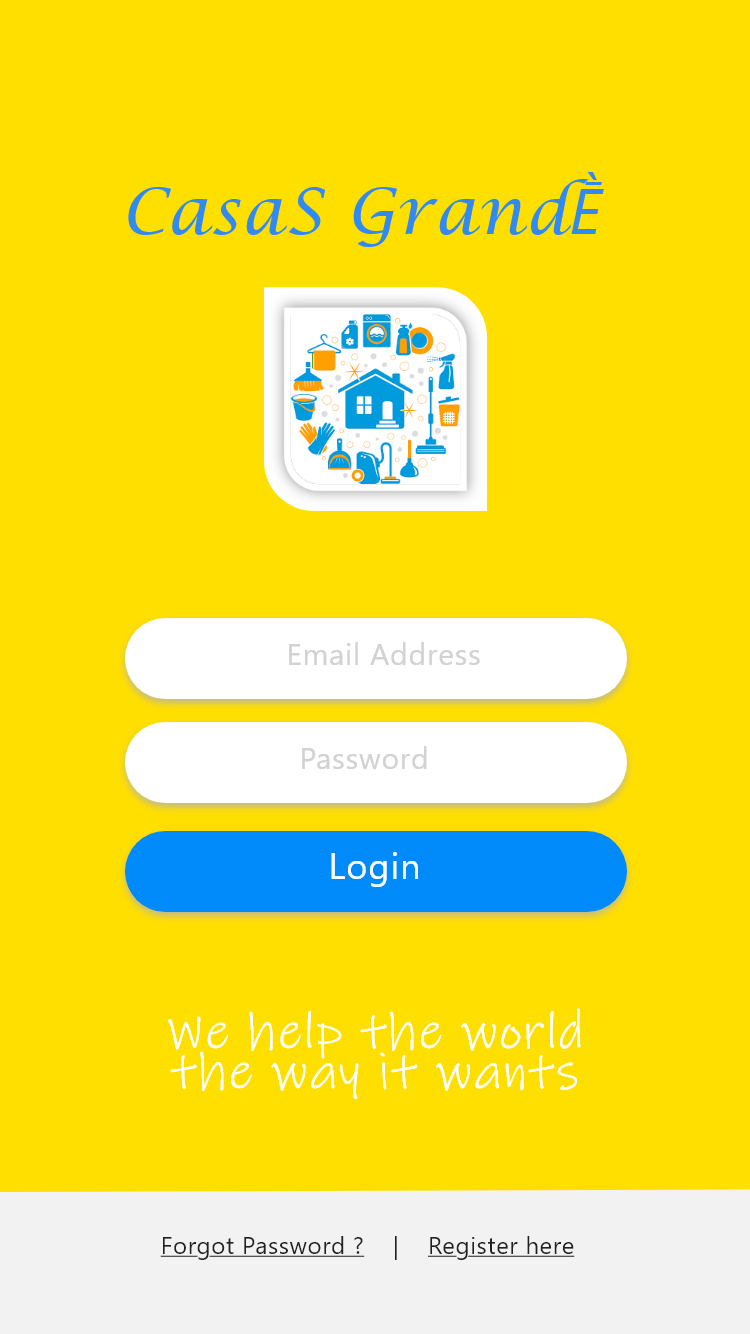 CasaS GrandÈ̄
Email Address
Password
Login
We help the world
the way it wants
Forgot Password ? | Register here